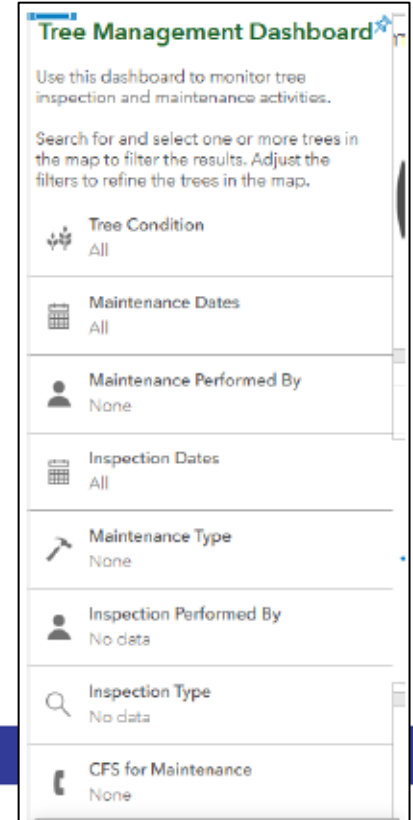 Tree Management Dashboard
Use this dashboard to monitor tree
inspection and maintenance activities.
Search for and select one or more trees in
the map to filter the results. Adjust the
filters to refine the trees in the map.
Tree Condition
All
Maintenance Dates
All
Maintenance Performed By
None
Inspection Dates
All
Maintenance Type
None
Inspection Performed By
No data
Inspection Type
No data
CFS for Maintenance
None